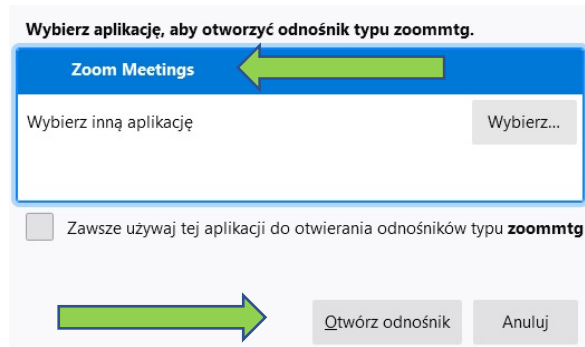 Wybierz aplikację, aby otworzyć odnośnik typu zoommtg.
Zoom Meetings
Wybierz inną aplikację
Wybierz...
Zawsze używaj tej aplikacji do otwierania odnośników typu zoommtg
Otwórz odnośnik
Anuluj